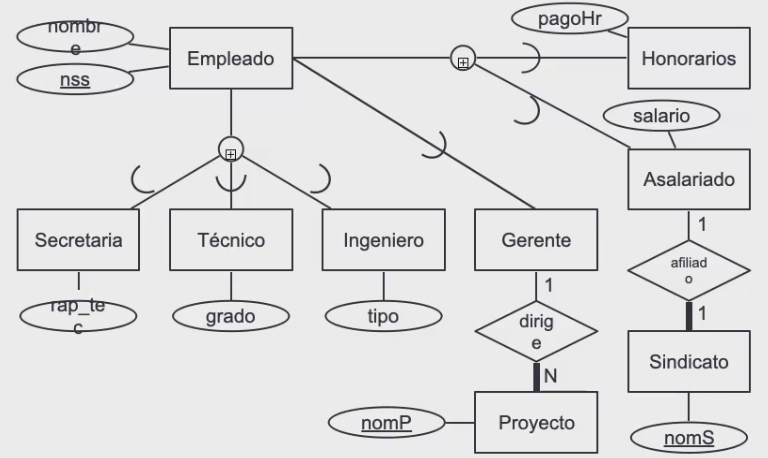 pagoHr
nombr
e
Empleado
Honorarios
nss
salario
Asalariado
1
Secretaria
Técnico
Ingeniero
Gerente
afiliad
o
1
rap_te
c
grado
tipo
1
dirig
e
N
Sindicato
nomP
Proyecto
nomS